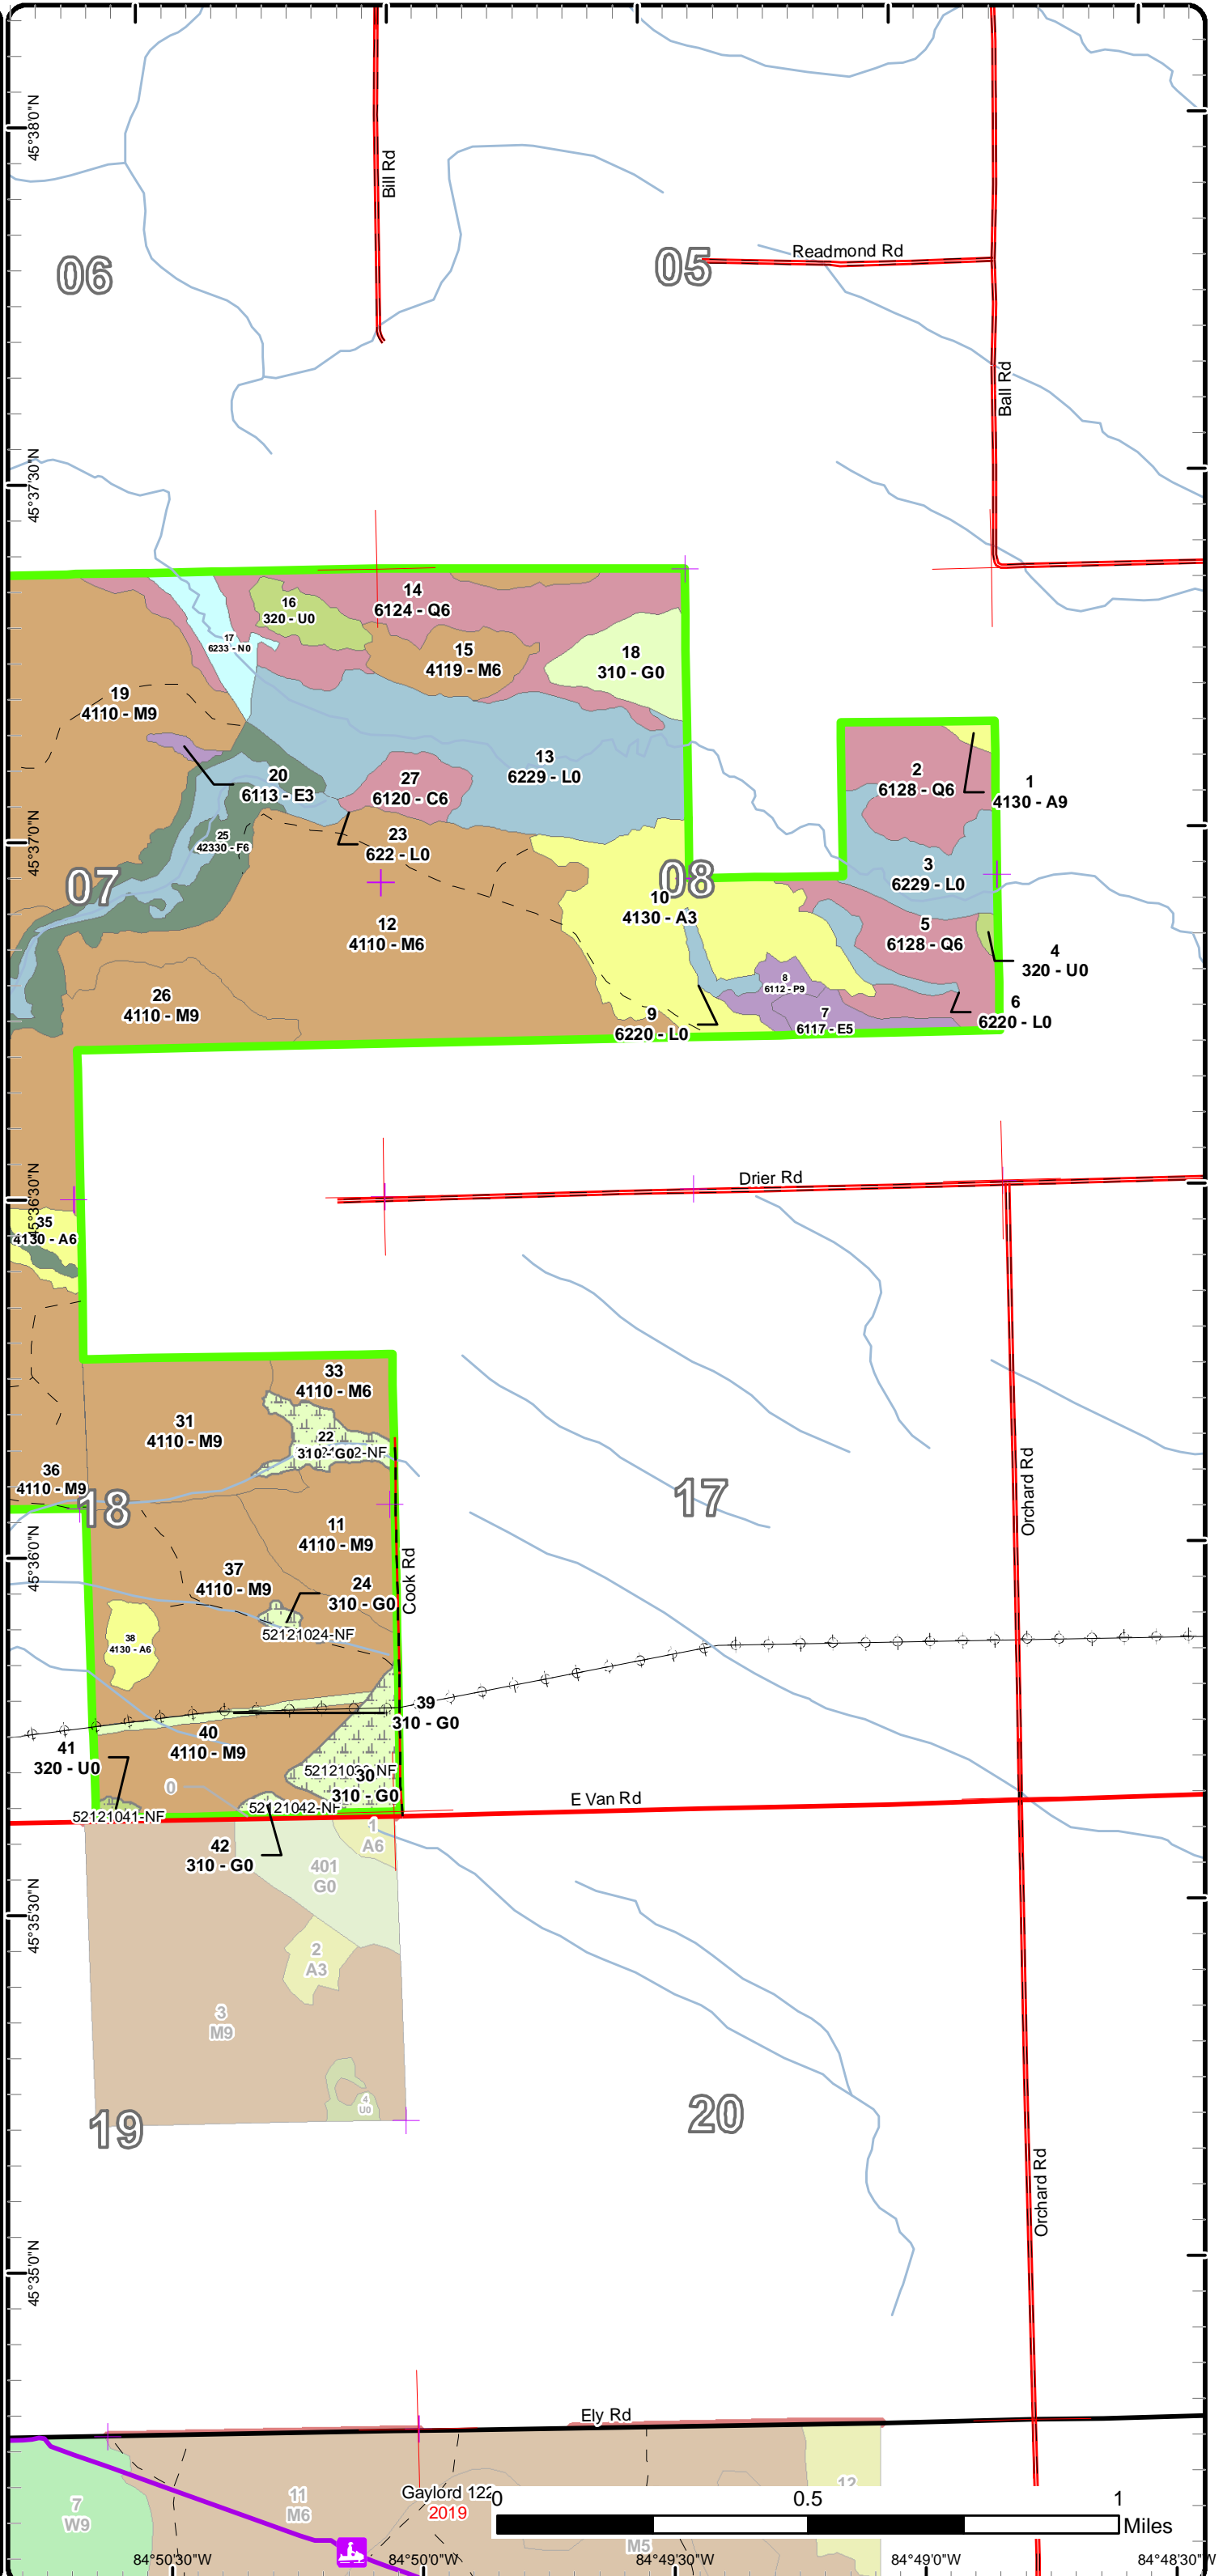 45°38'0"N
Bill Rd
06
05
Readmond Rd
Ball Rd
45°37'30"N
14
6124 - Q6
16
320 - U0
17
6233 - N0
15
4119 - M6
18
310 - G0
19
4110 - M9
13
6229 - L0
2
6128 - Q6
1
4130 - A9
20
6113 - E3
27
6120 - C6
23
622 - L0
25
42330 - F6
45°37'0"N
07
08
3
6229 - L0
10
4130 - A3
12
4110 - M6
5
6128 - Q6
4
320 - U0
8
6112 - P9
26
4110 - M9
6
6220 - L0
9
6220 - L0
7
6117 - E5
Drier Rd
45°36'30"N
35
4130 - A6
33
4110 - M6
31
4110 - M9
22
310 - G0
2-NF
36
4110 - M9
18
17
Orchard Rd
11
4110 - M9
45°36'0"N
37
4110 - M9
24
310 - G0
Cook Rd
52121024-NF
38
4130 - A6
39
310 - G0
40
4110 - M9
41
320 - U0
30
310 - G0
0
52121041-NF
52121042-NF
E Van Rd
42
310 - G0
1
A6
401
G0
45°35'30"N
2
A3
3
M9
4
U0
19
20
Orchard Rd
45°35'0"N
Ely Rd
7
W9
11
M6
12
Gaylord 122
2019
0
0.5
1
Miles
M5
84°50'30"W
84°50'0"W
84°49'30"W
84°49'0"W
84°48'30"W